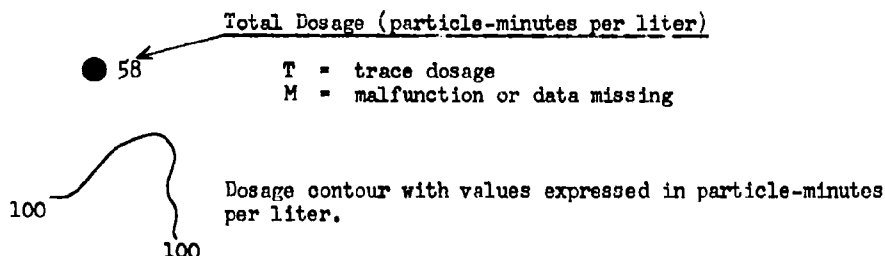 Total Dosage (particle-minutes per liter)
58
T = trace dosage
M = malfunction or data missing
Dosage contour with values expressed in particle-minutes
100
per liter.
100